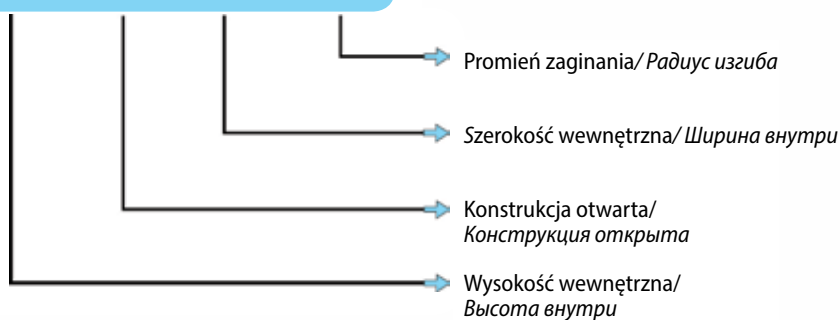 Promień zaginania/ Радиус изгиба
Szerokość wewnętrzna/ Ширина внутри
Konstrukcja otwarta/
Конструкция открыта
Wysokość wewnętrzna/
Высота внутри